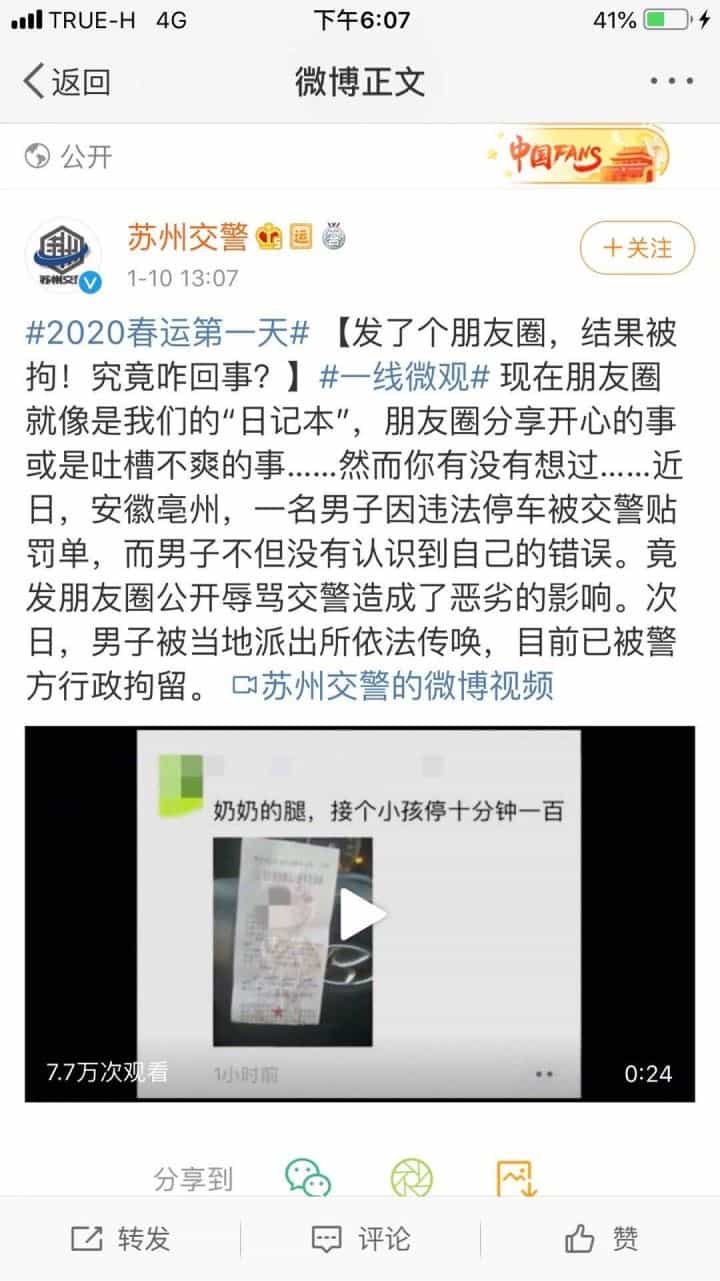 TRUE-H 4G 下午6:07 41%
返回 微博正文
公开 中国FANS
苏州交警 运
1-10 13:07 +关注
#2020春运第一天# 【发了个朋友圈，结果被
拘！究竟咋回事？】#一线微观# 现在朋友圈
就像是我们的“日记本”，朋友圈分享开心的事
或是吐槽不爽的事……然而你有没有想过……近
日，安徽亳州，一名男子因违法停车被交警贴
罚单，而男子不但没有认识到自己的错误。竟
发朋友圈公开辱骂交警造成了恶劣的影响。次
日，男子被当地派出所依法传唤，目前已被警
方行政拘留。 苏州交警的微博视频
奶奶的腿，接个小孩停十分钟一百
7.7万次观看 1小时前 0:24
分享到
转发 评论 赞